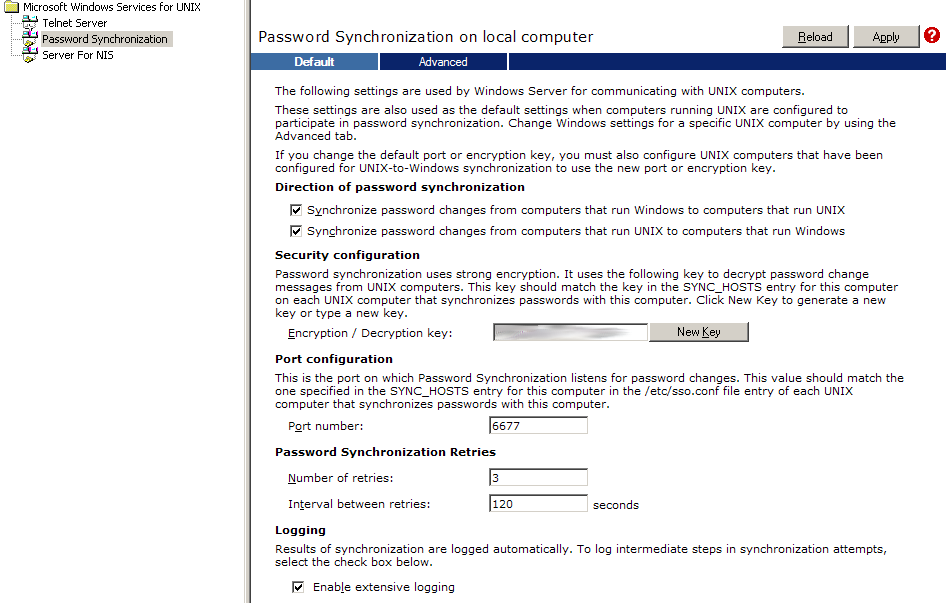 Microsoft Windows Services for UNIX
Telnet Server
Password Synchronization
Server For NIS
Password Synchronization on local computer
Reload
Apply
?
Default
Advanced
The following settings are used by Windows Server for communicating with UNIX computers.
These settings are also used as the default settings when computers running UNIX are configured to
participate in password synchronization. Change Windows settings for a specific UNIX computer by using the
Advanced tab.
If you change the default port or encryption key, you must also configure UNIX computers that have been
configured for UNIX-to-Windows synchronization to use the new port or encryption key.
Direction of password synchronization
Synchronize password changes from computers that run Windows to computers that run UNIX
Synchronize password changes from computers that run UNIX to computers that run Windows
Security configuration
Password synchronization uses strong encryption. It uses the following key to decrypt password change
messages from UNIX computers. This key should match the key in the SYNC_HOSTS entry for this computer
on each UNIX computer that synchronizes passwords with this computer. Click New Key to generate a new
key or type a new key.
Encryption / Decryption key:
New Key
Port configuration
This is the port on which Password Synchronization listens for password changes. This value should match the
one specified in the SYNC_HOSTS entry for this computer in the /etc/sso.conf file entry of each UNIX
computer that synchronizes passwords with this computer.
Port number: 6677
Password Synchronization Retries
Number of retries: 3
Interval between retries: 120 seconds
Logging
Results of synchronization are logged automatically. To log intermediate steps in synchronization attempts,
select the check box below.
Enable extensive logging